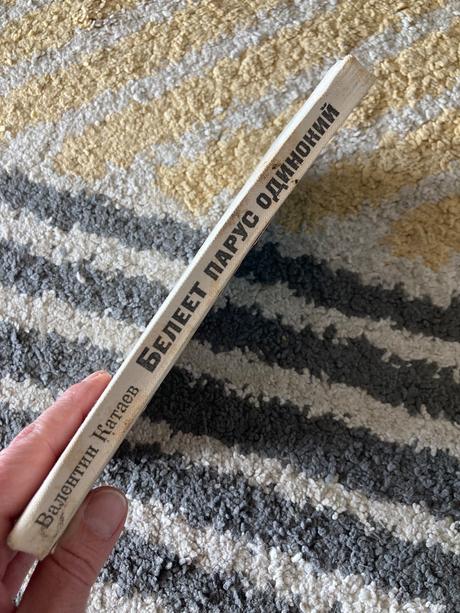 Валентин Катаев
Белеет парус одинокий